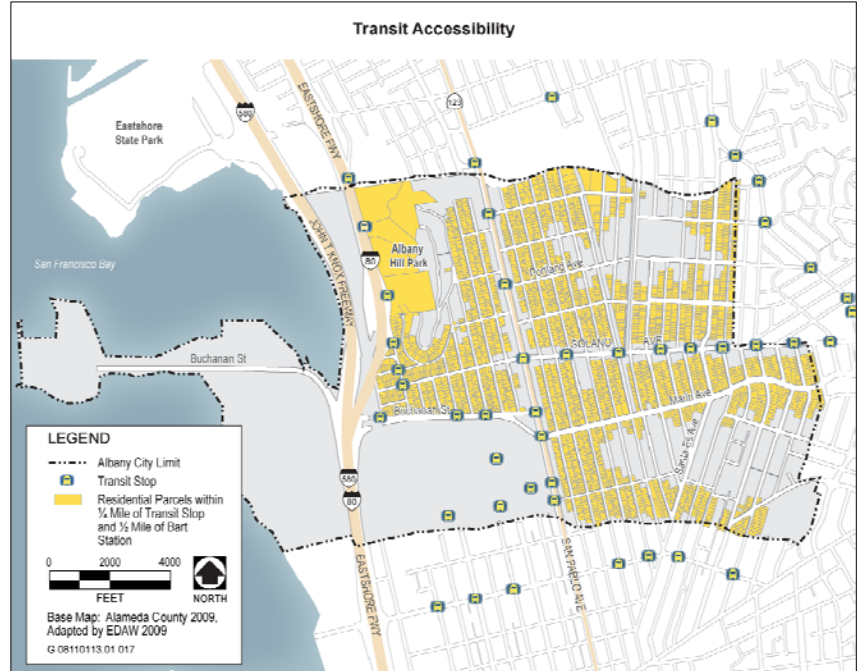 Transit Accessibility
580
EASTSHORE FWY
123
Eastshore
State Park
JOHN T KNOX FREEWAY
San Francisco Bay
Albany
Hill Park
80
Portland Ave
SOLANO AVE
Buchanan St
Marin Ave
Buchanan St
Santa Fe Ave
580
80
EASTSHORE FWY
SAN PABLO AVE
LEGEND
Albany City Limit
Transit Stop
Residential Parcels within
¼ Mile of Transit Stop
and ½ Mile of Bart
Station
0 2000 4000
FEET
NORTH
Base Map: Alameda County 2009,
Adapted by EDAW 2009
G 08110113.01 017